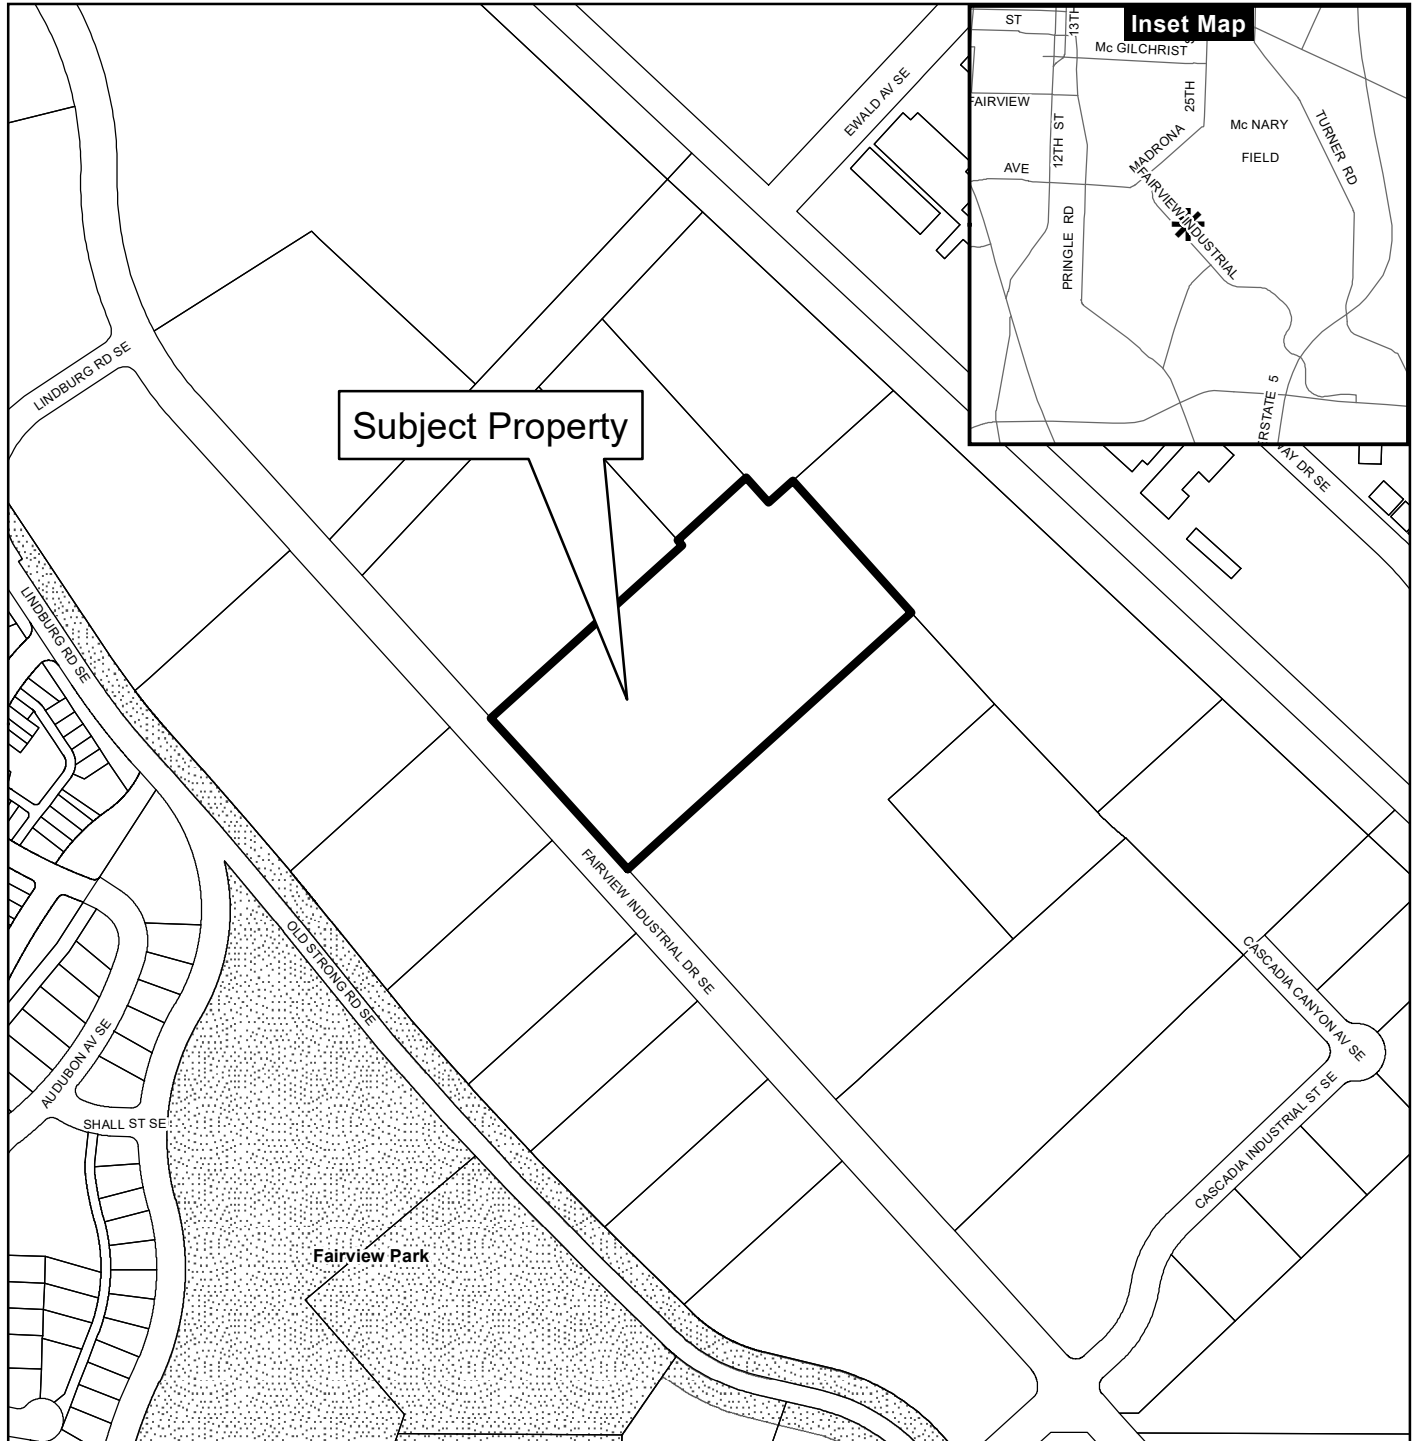 Inset Map
ST
13TH
Mc GILCHRIST
FAIRVIEW
25TH
12TH ST
Mc NARY
FIELD
TURNER RD
MADRONA
AVE
FAIRVIEW INDUSTRIAL
PRINGLE RD
ERSTATE 5
EWALD AV SE
LINDBURG RD SE
Subject Property
WAY DR SE
LINDBURG RD SE
FAIRVIEW INDUSTRIAL DR SE
OLD STRONG RD SE
CASCADIA CANYON AV SE
AUDUBON AV SE
SHALL ST SE
CASCADIA INDUSTRIAL ST SE
Fairview Park